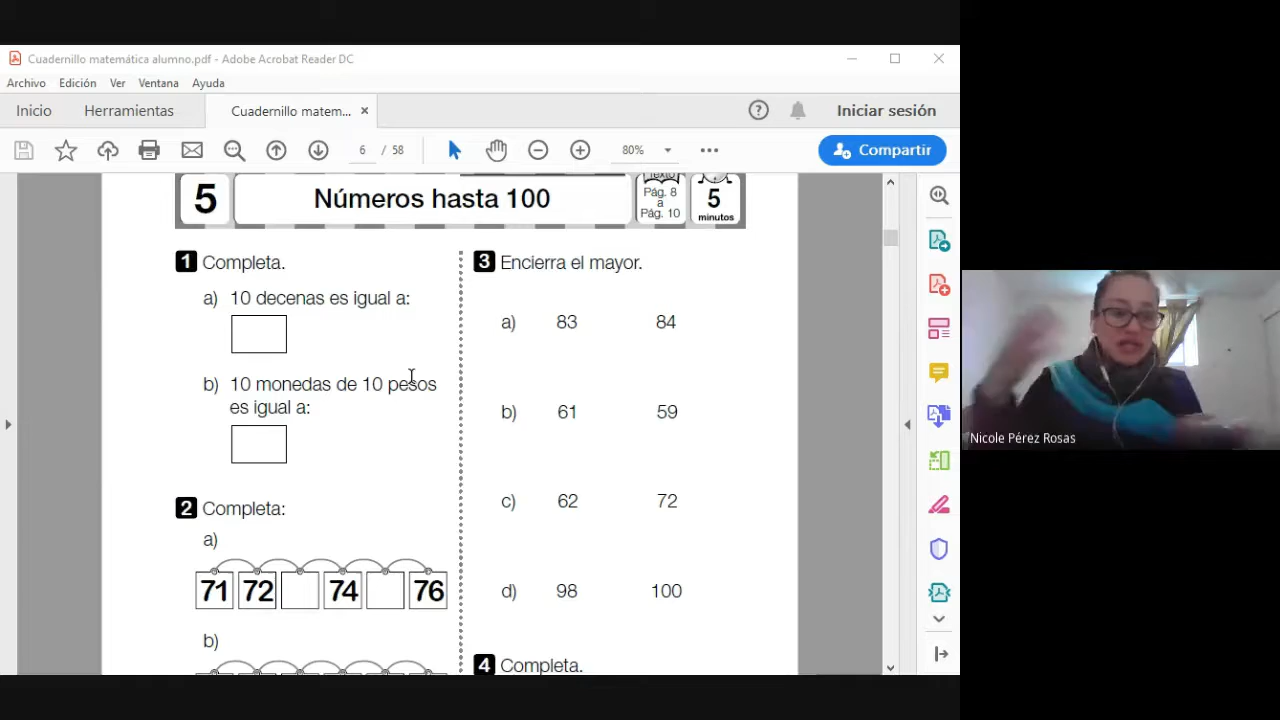 Cuadernillo matemática alumno.pdf - Adobe Acrobat Reader DC
Archivo Edición Ver Ventana Ayuda
Inicio Herramientas Cuadernillo matem... × Iniciar sesión
6 / 58 80% Compartir
5 Números hasta 100
Texto
Pág. 8
a
Pág. 10
5
minutos
1 Completa.
a) 10 decenas es igual a:
b) 10 monedas de 10 pesos
es igual a:
2 Completa:
a)
71 72 74 76
b)
3 Encierra el mayor.
a) 83 84
b) 61 59
c) 62 72
d) 98 100
4 Completa.
Nicole Pérez Rosas